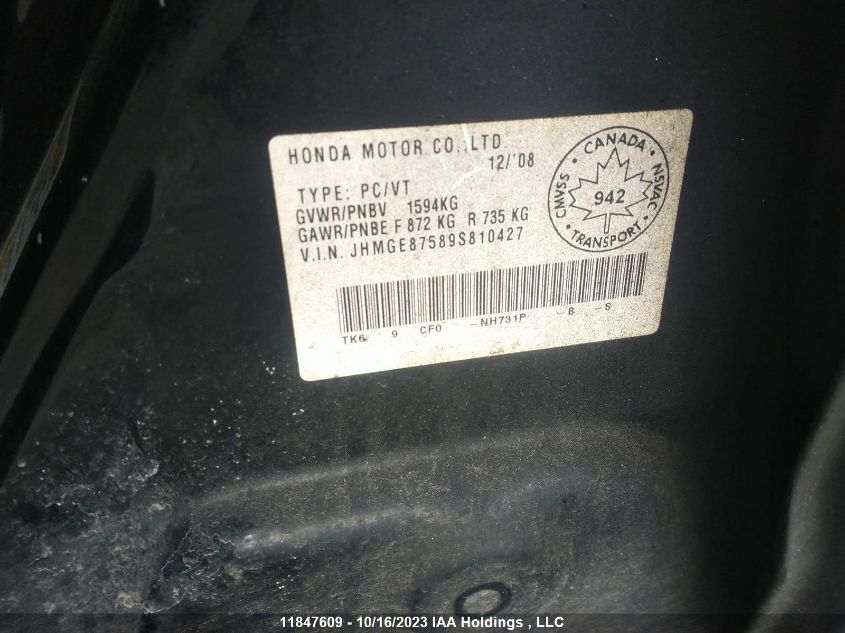 HONDA MOTOR CO.,LTD.
12/'08
TYPE: PC/VT
GVWR/PNBV 1594KG
GAWR/PNBE F 872 KG R 735 KG
V.I.N. JHMGE87589S810427
CANADA
CMVSS
942
NSVAC
TRANSPORT
TK6 9 CF0 -NH731P -B -S
11847609 - 10/16/2023 IAA Holdings , LLC